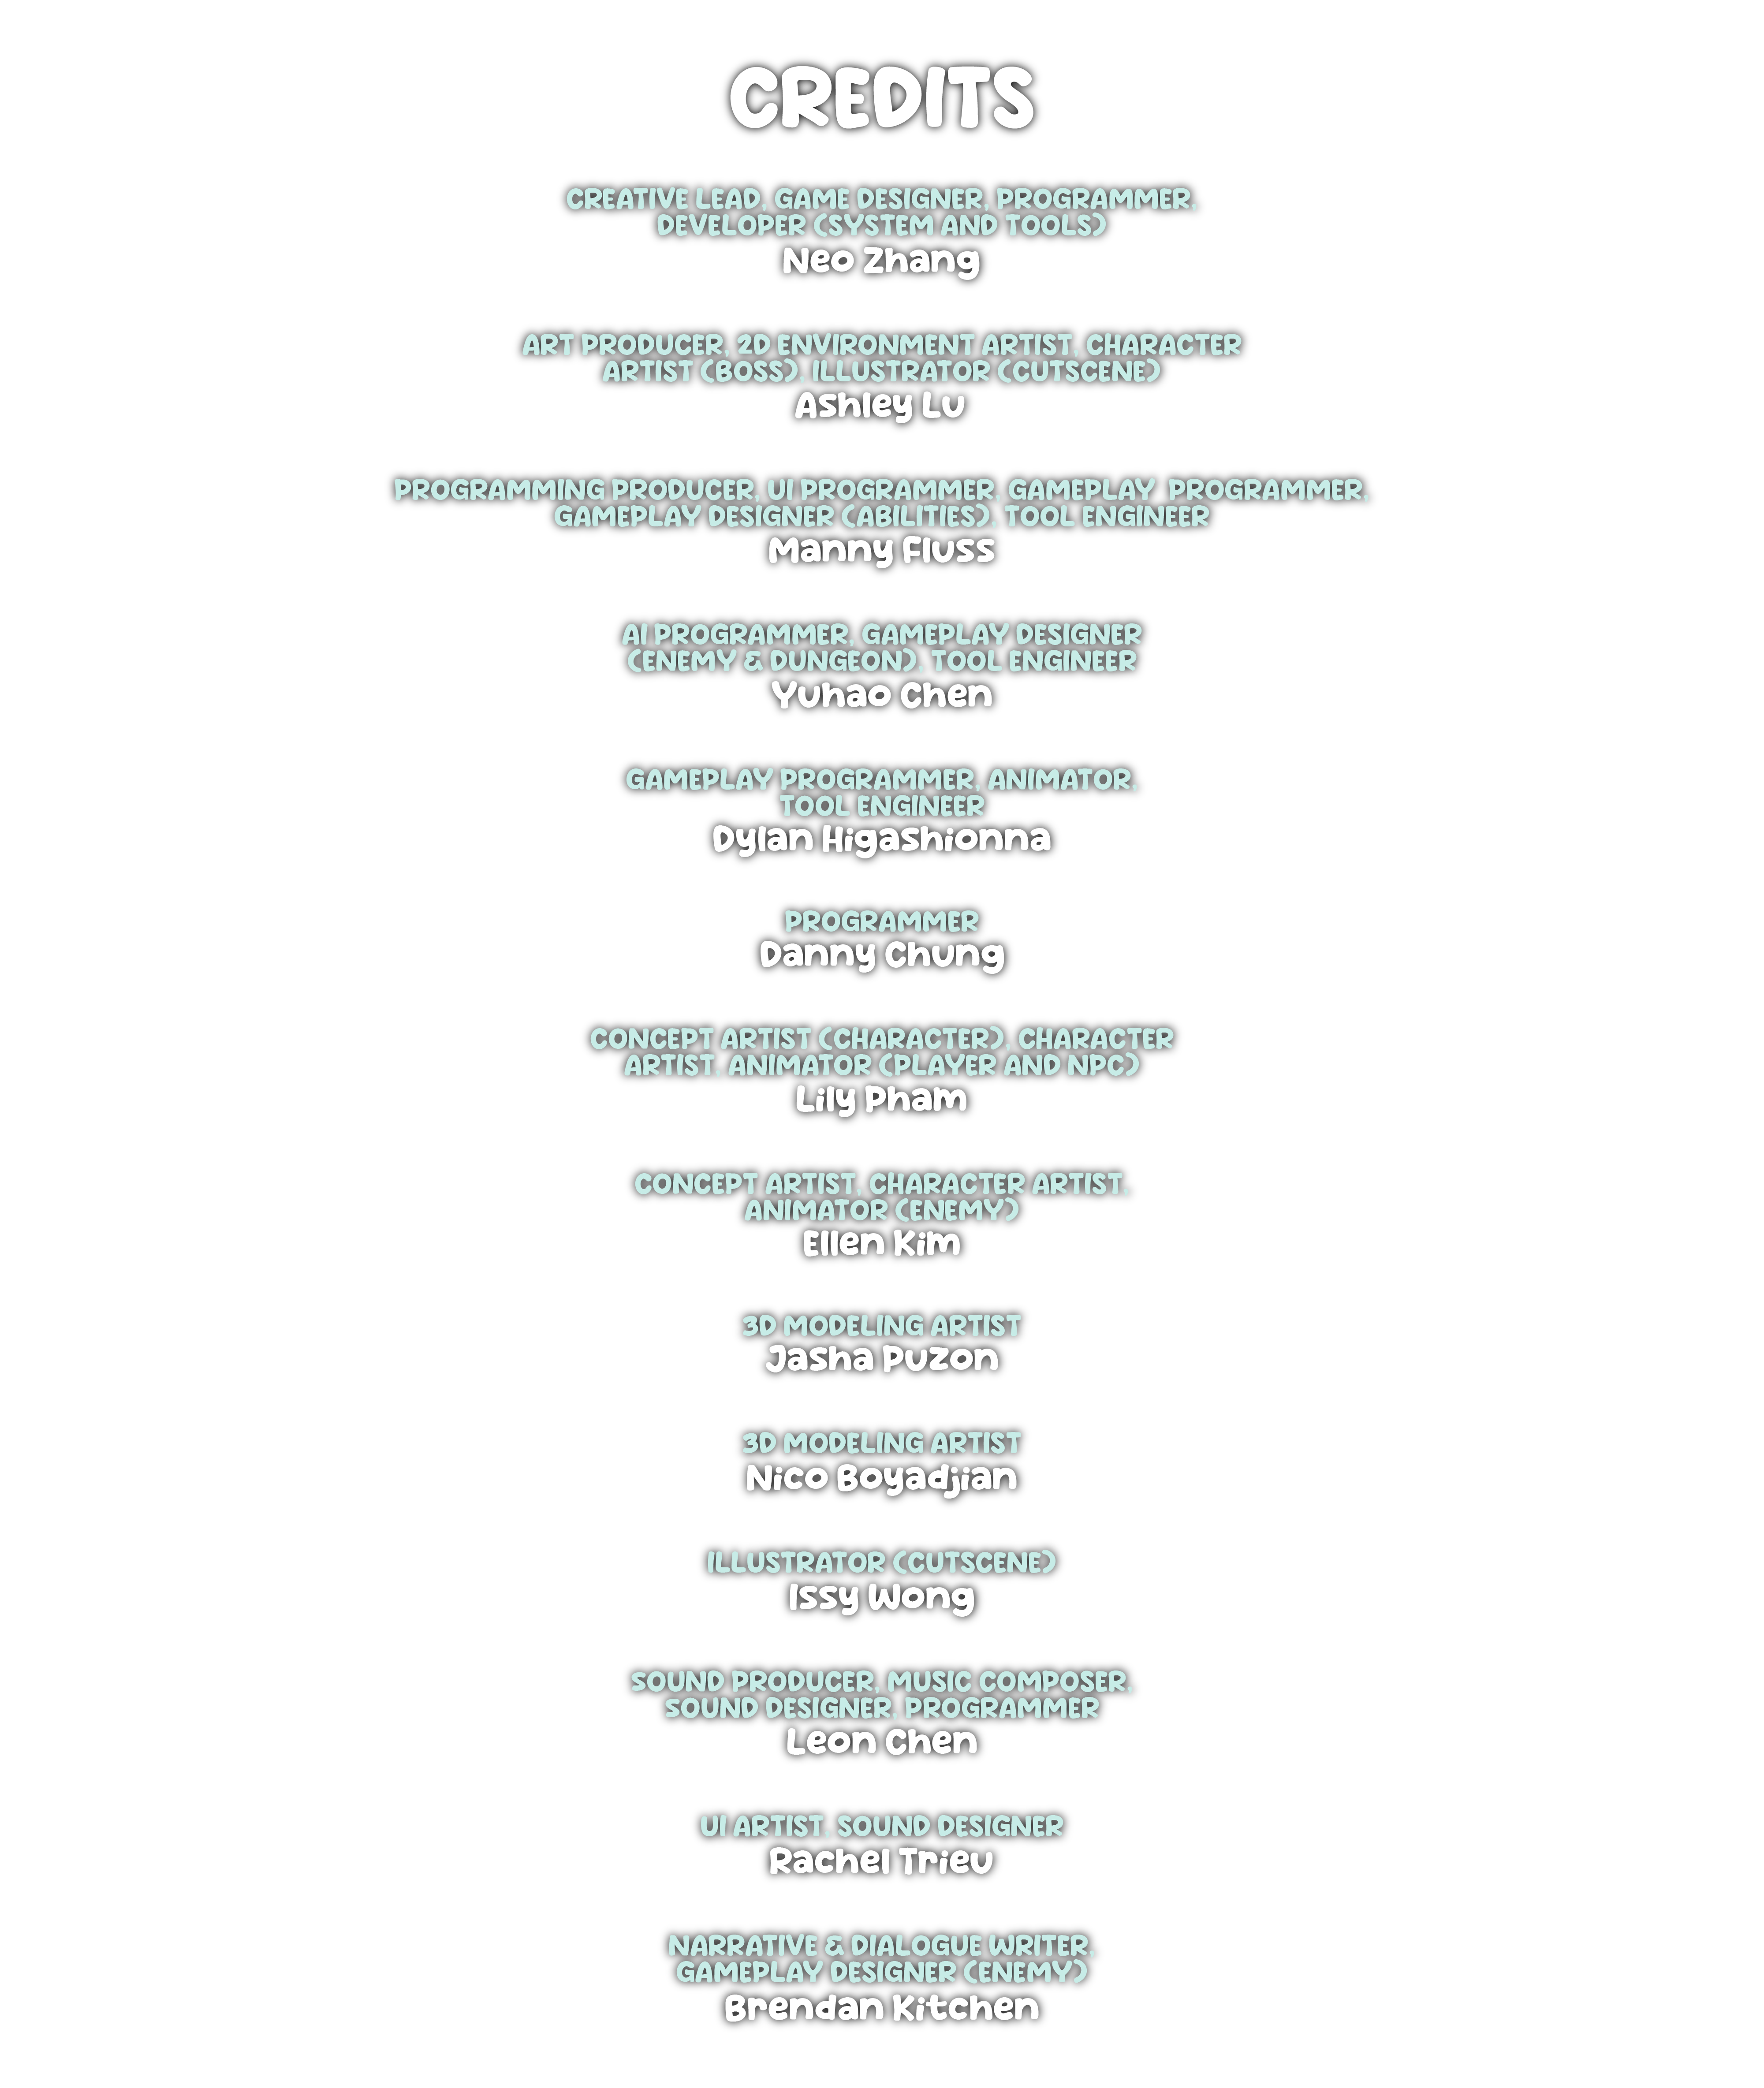 CREDITS
CREATIVE LEAD, GAME DESIGNER, PROGRAMMER,
DEVELOPER (SYSTEM AND TOOLS)
Neo Zhang
ART PRODUCER, 2D ENVIRONMENT ARTIST, CHARACTER
ARTIST (BOSS), ILLUSTRATOR (CUTSCENE)
Ashley Lu
PROGRAMMING PRODUCER, UI PROGRAMMER, GAMEPLAY PROGRAMMER,
GAMEPLAY DESIGNER (ABILITIES), TOOL ENGINEER
Manny Fluss
AI PROGRAMMER, GAMEPLAY DESIGNER
(ENEMY & DUNGEON), TOOL ENGINEER
Yuhao Chen
GAMEPLAY PROGRAMMER, ANIMATOR,
TOOL ENGINEER
Dylan Higashionna
PROGRAMMER
Danny Chung
CONCEPT ARTIST (CHARACTER), CHARACTER
ARTIST, ANIMATOR (PLAYER AND NPC)
Lily Pham
CONCEPT ARTIST, CHARACTER ARTIST,
ANIMATOR (ENEMY)
Ellen Kim
3D MODELING ARTIST
Jasha Puzon
3D MODELING ARTIST
Nico Boyadjian
ILLUSTRATOR (CUTSCENE)
Issy Wong
SOUND PRODUCER, MUSIC COMPOSER,
SOUND DESIGNER, PROGRAMMER
Leon Chen
UI ARTIST, SOUND DESIGNER
Rachel Trieu
NARRATIVE & DIALOGUE WRITER,
GAMEPLAY DESIGNER (ENEMY)
Brendan Kitchen